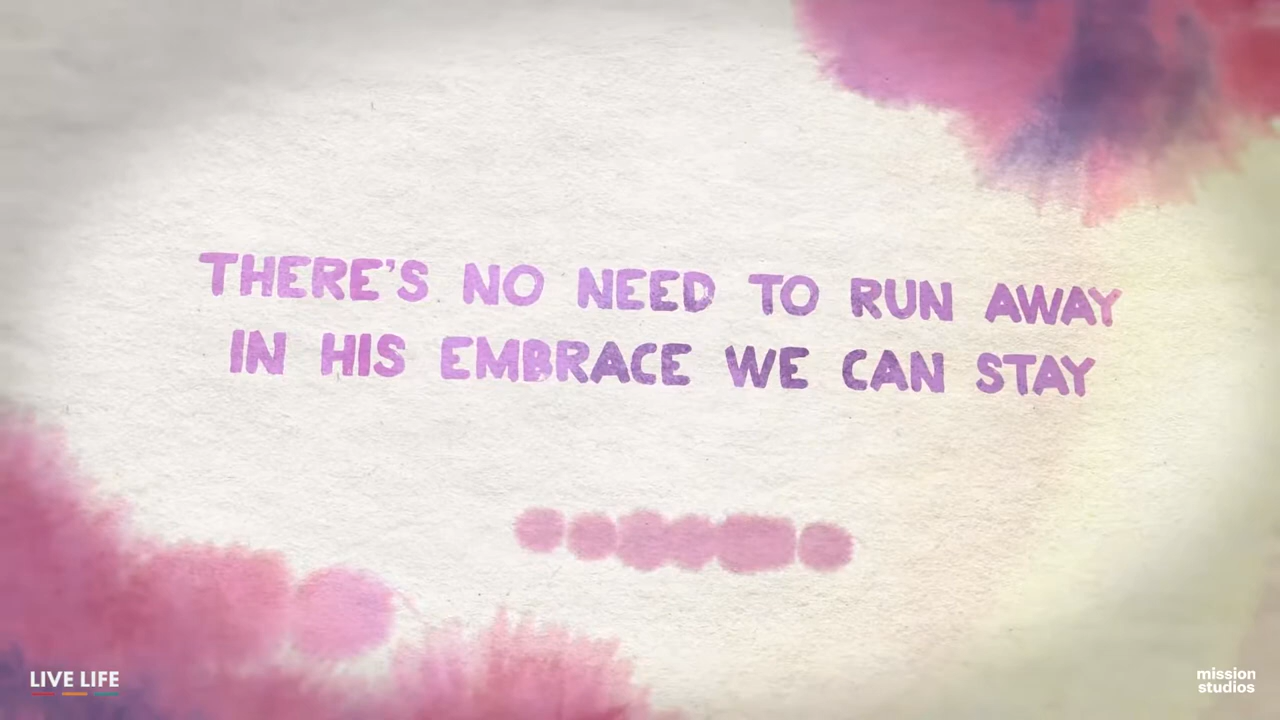 THERE'S NO NEED TO RUN AWAY
IN HIS EMBRACE WE CAN STAY
LIVE LIFE
mission
studios